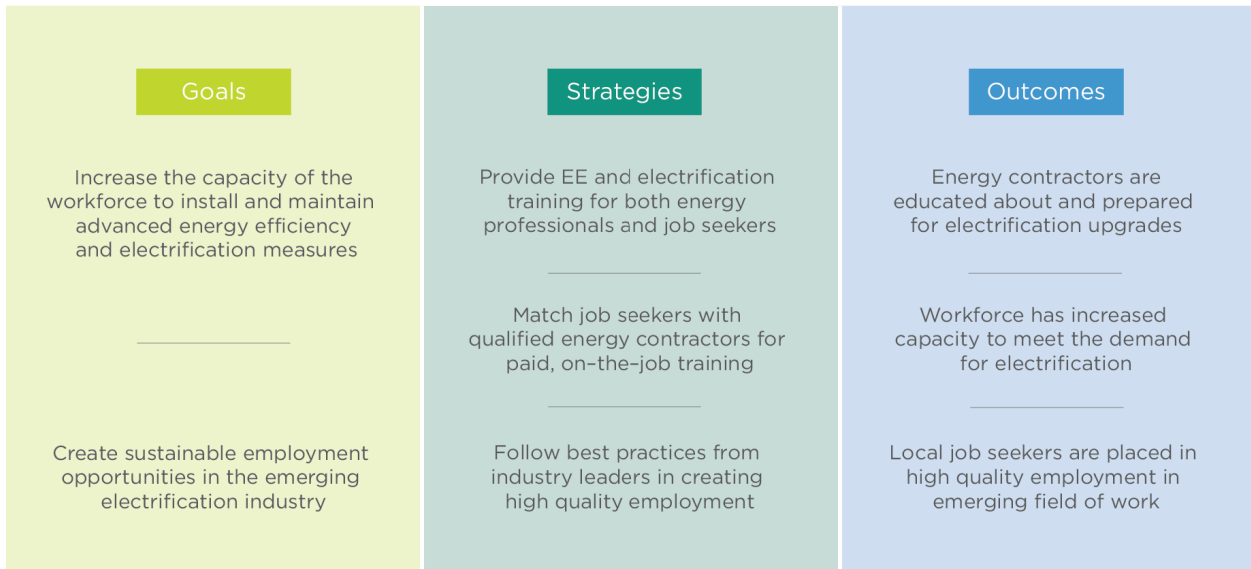 Goals
Increase the capacity of the
workforce to install and maintain
advanced energy efficiency
and electrification measures
Create sustainable employment
opportunities in the emerging
electrification industry
Strategies
Provide EE and electrification
training for both energy
professionals and job seekers
Match job seekers with
qualified energy contractors for
paid, on–the–job training
Follow best practices from
industry leaders in creating
high quality employment
Outcomes
Energy contractors are
educated about and prepared
for electrification upgrades
Workforce has increased
capacity to meet the demand
for electrification
Local job seekers are placed in
high quality employment in
emerging field of work